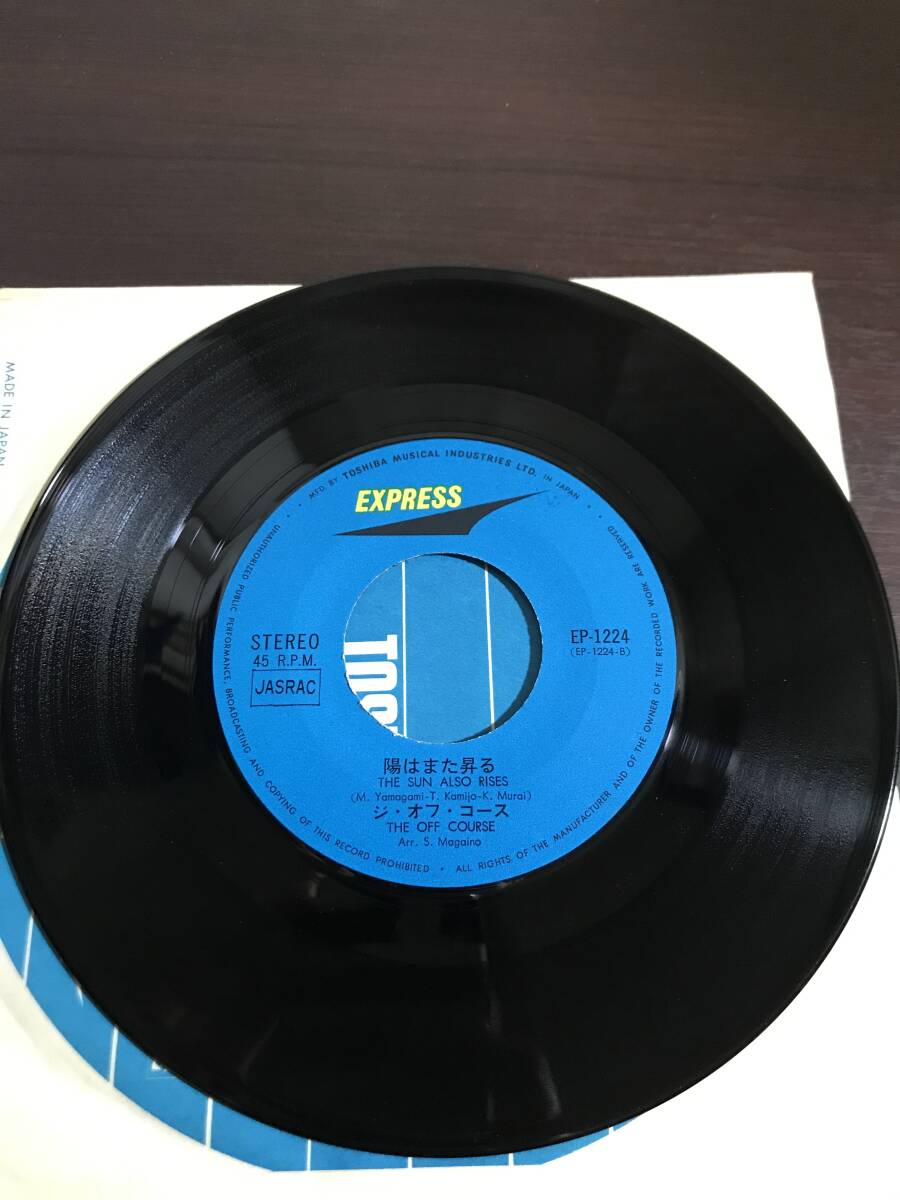 MADE IN JAPAN
MFD. BY TOSHIBA MUSICAL INDUSTRIES LTD. IN JAPAN
EXPRESS
STEREO
45 R.P.M.
JASRAC
EP-1224
(EP-1224-B)
陽はまた昇る
THE SUN ALSO RISES
(M. Yamagami-T. Kamijo-K. Murai)
ジ・オフ・コース
THE OFF COURSE
Arr. S. Magaino
UNAUTHORIZED PUBLIC PERFORMANCE, BROADCASTING AND COPYING OF THIS RECORD PROHIBITED • ALL RIGHTS OF THE MANUFACTURER AND OF THE OWNER OF THE RECORDED WORK ARE RESERVED